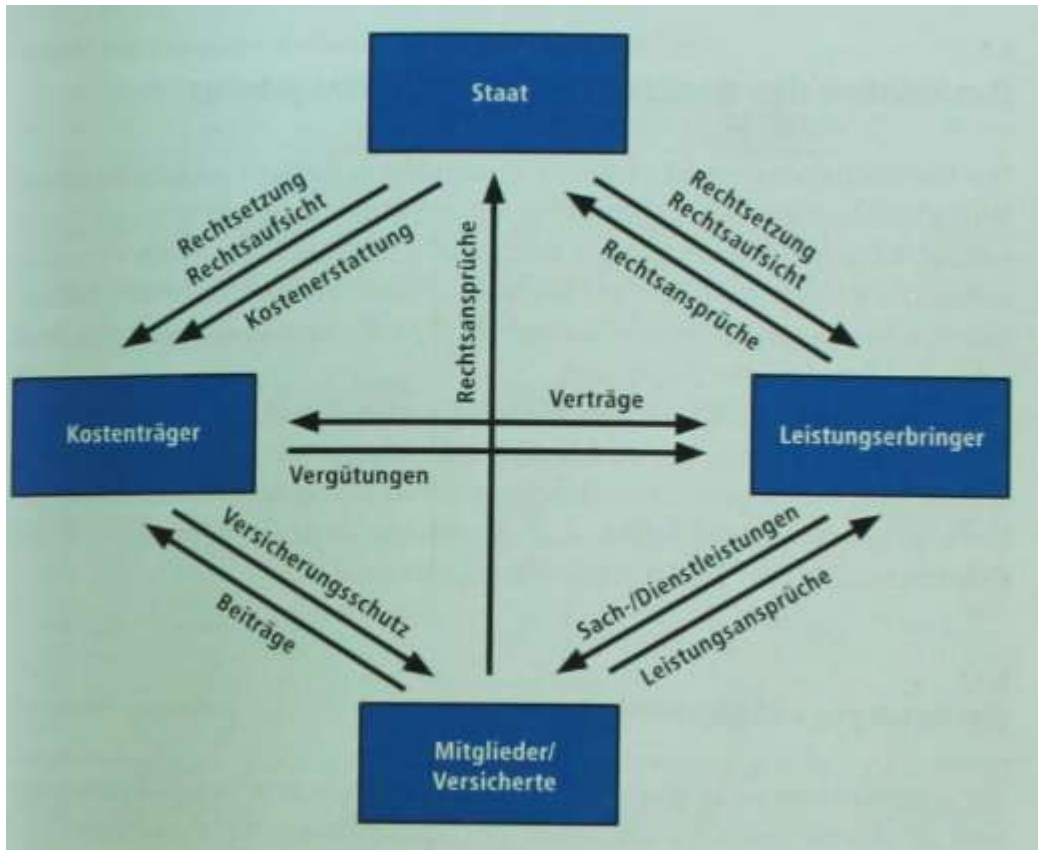 Staat
Rechtsetzung
Rechtsaufsicht
Kostenerstattung
Rechtsansprüche
Rechtsetzung
Rechtsaufsicht
Rechtsansprüche
Kostenträger
Verträge
Vergütungen
Leistungserbringer
Versicherungsschutz
Beiträge
Sach-/Dienstleistungen
Leistungsansprüche
Mitglieder/
Versicherte